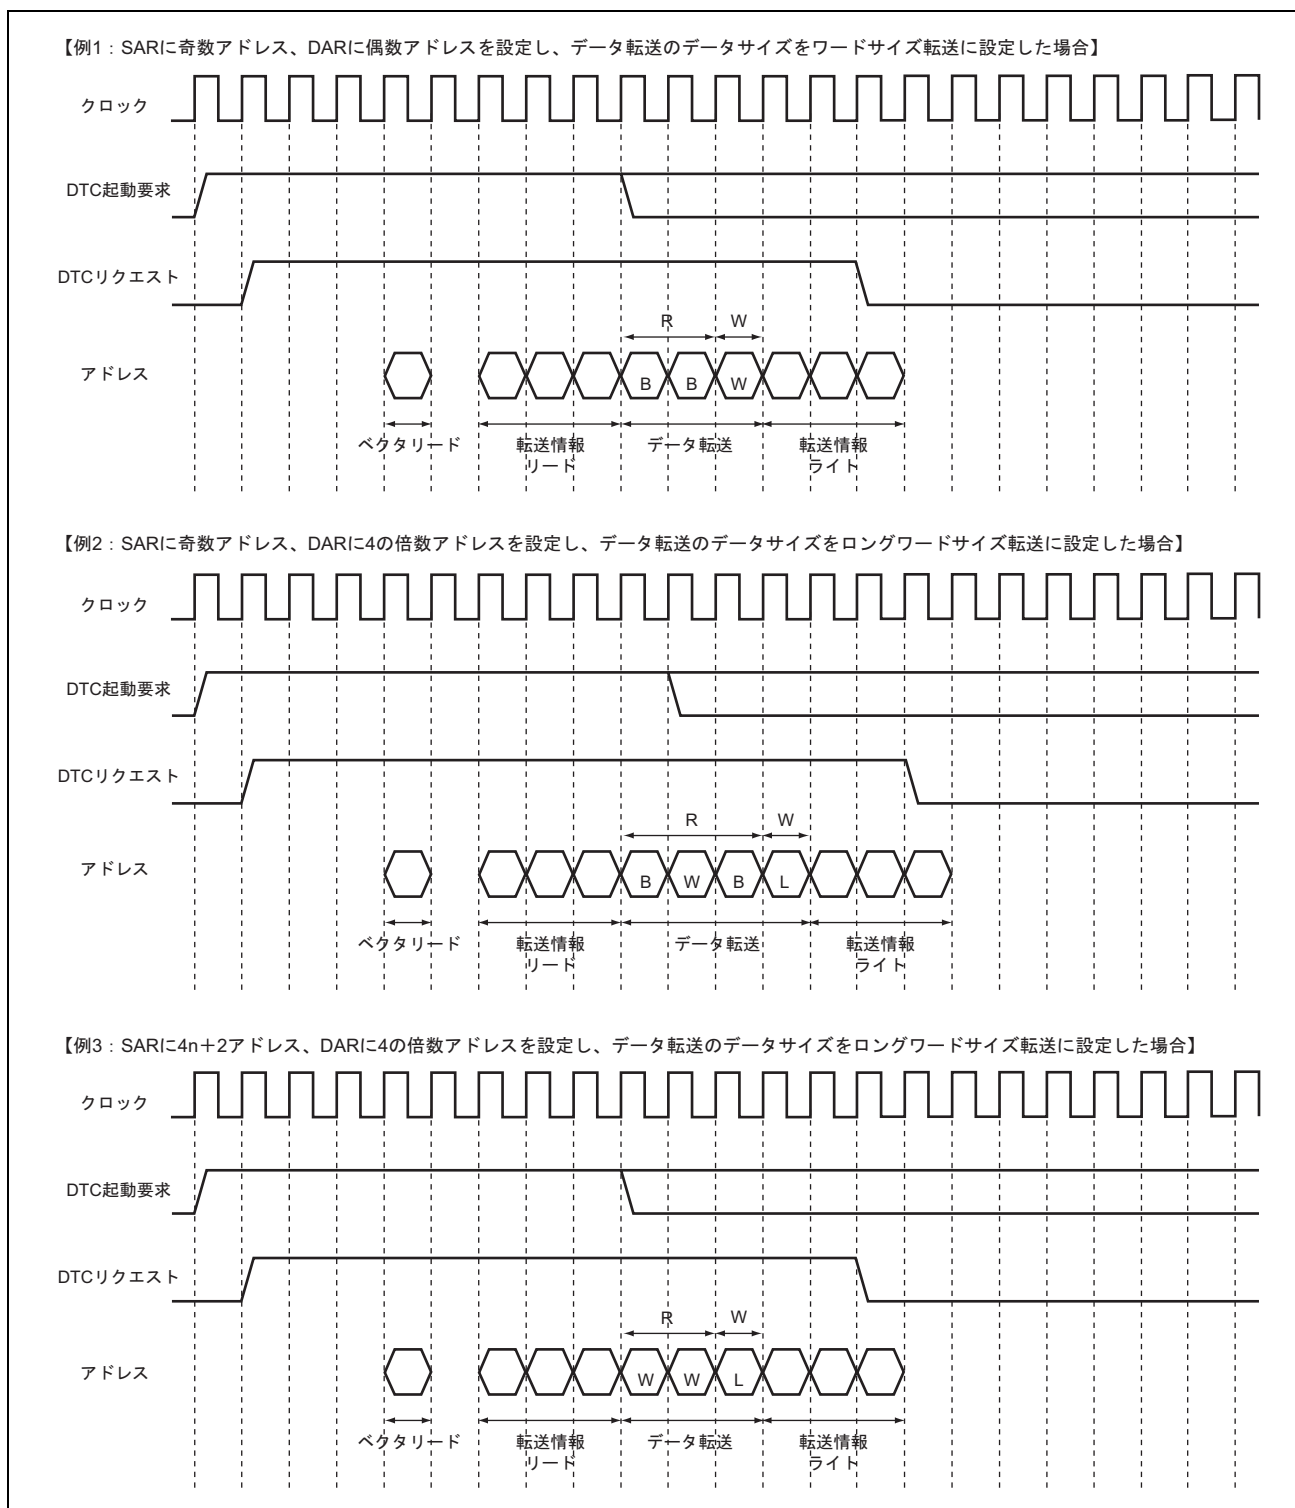 【例1：SARに奇数アドレス、DARに偶数アドレスを設定し、データ転送のデータサイズをワードサイズ転送に設定した場合】
クロック
DTC起動要求
DTCリクエスト
R W
アドレス
B B W
ベクタリード 転送情報 データ転送 転送情報
リード ライト
【例2：SARに奇数アドレス、DARに4の倍数アドレスを設定し、データ転送のデータサイズをロングワードサイズ転送に設定した場合】
クロック
DTC起動要求
DTCリクエスト
R W
アドレス
B W B L
ベクタリード 転送情報 データ転送 転送情報
リード ライト
【例3：SARに4n＋2アドレス、DARに4の倍数アドレスを設定し、データ転送のデータサイズをロングワードサイズ転送に設定した場合】
クロック
DTC起動要求
DTCリクエスト
R W
アドレス
W W L
ベクタリード 転送情報 データ転送 転送情報
リード ライト